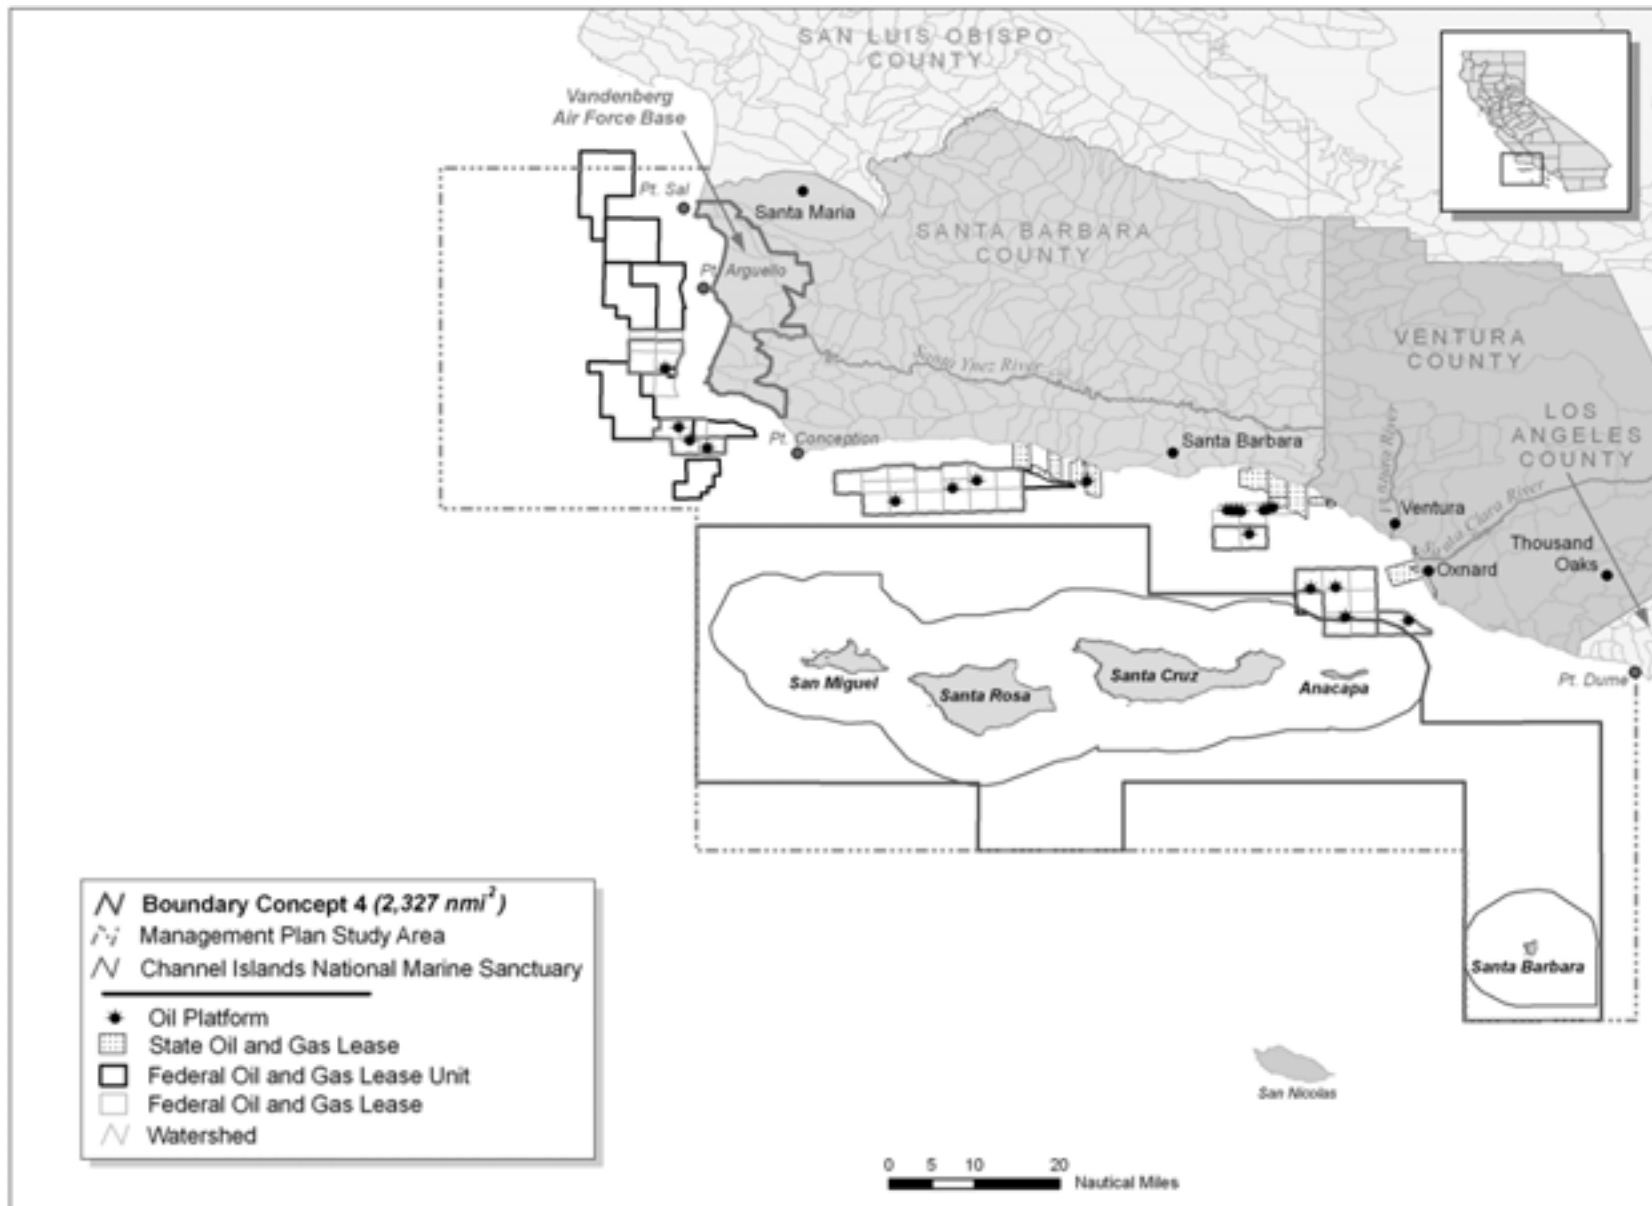 SAN LUIS OBISPO
COUNTY
Vandenberg
Air Force Base
Pt. Sal
Santa Maria
SANTA BARBARA
COUNTY
Pt. Arguello
VENTURA
COUNTY
Santa Ynez River
LOS
ANGELES
COUNTY
Pt. Conception
Santa Barbara
Ventura River
Ventura
Santa Clara River
Thousand
Oaks
Oxnard
San Miguel
Santa Rosa
Santa Cruz
Anacapa
Pt. Dume
Boundary Concept 4 (2,327 nmi²)
Management Plan Study Area
Channel Islands National Marine Sanctuary
Oil Platform
State Oil and Gas Lease
Federal Oil and Gas Lease Unit
Federal Oil and Gas Lease
Watershed
Santa Barbara
San Nicolas
0 5 10 20
Nautical Miles